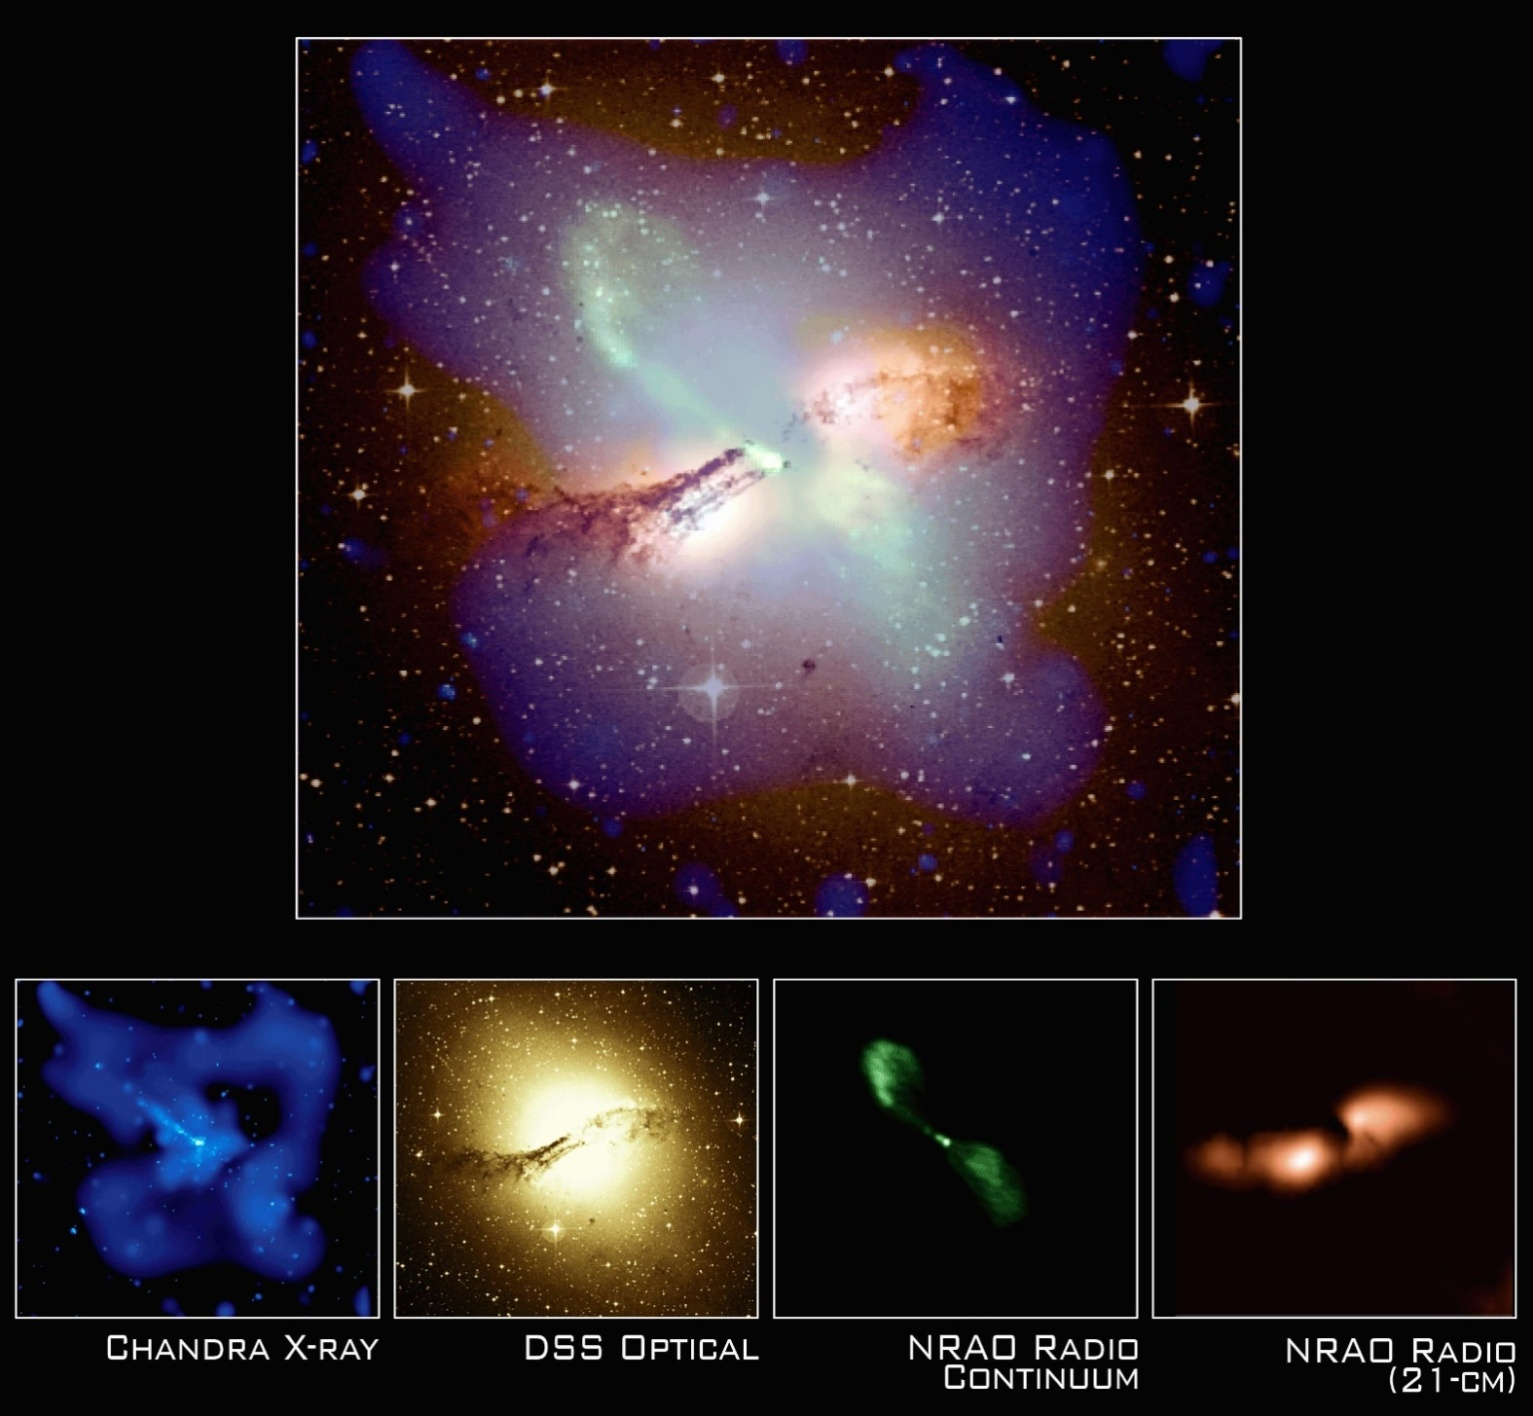 Chandra X-ray
DSS Optical
NRAO Radio
Continuum
NRAO Radio
(21-cm)